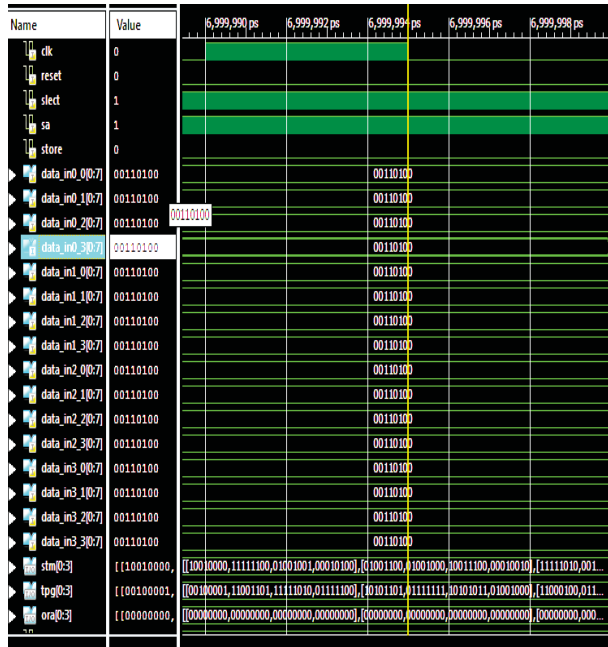 Name Value 6,999,990 ps 6,999,992 ps 6,999,994 ps 6,999,996 ps 6,999,998 ps
clk 0
reset 0
slect 1
sa 1
store 0
data_in0_0[0:7] 00110100 00110100
data_in0_1[0:7] 00110100 00110100
00110100
data_in0_2[0:7] 00110100 00110100
data_in0_3[0:7] 00110100 00110100
data_in1_0[0:7] 00110100 00110100
data_in1_1[0:7] 00110100 00110100
data_in1_2[0:7] 00110100 00110100
data_in1_3[0:7] 00110100 00110100
data_in2_0[0:7] 00110100 00110100
data_in2_1[0:7] 00110100 00110100
data_in2_2[0:7] 00110100 00110100
data_in2_3[0:7] 00110100 00110100
data_in3_0[0:7] 00110100 00110100
data_in3_1[0:7] 00110100 00110100
data_in3_2[0:7] 00110100 00110100
data_in3_3[0:7] 00110100 00110100
stm[0:3] [[10010000, [[10010000,11111100,01001001,00010100],[01001100,01001000,10011100,00010010],[11111010,001...
tpg[0:3] [[00100001, [[00100001,11001101,11111010,01111100],[10101101,01111111,10101011,01001000],[11000100,011...
ora[0:3] [[00000000, [[00000000,00000000,00000000,00000000],[00000000,00000000,00000000,00000000],[00000000,000...